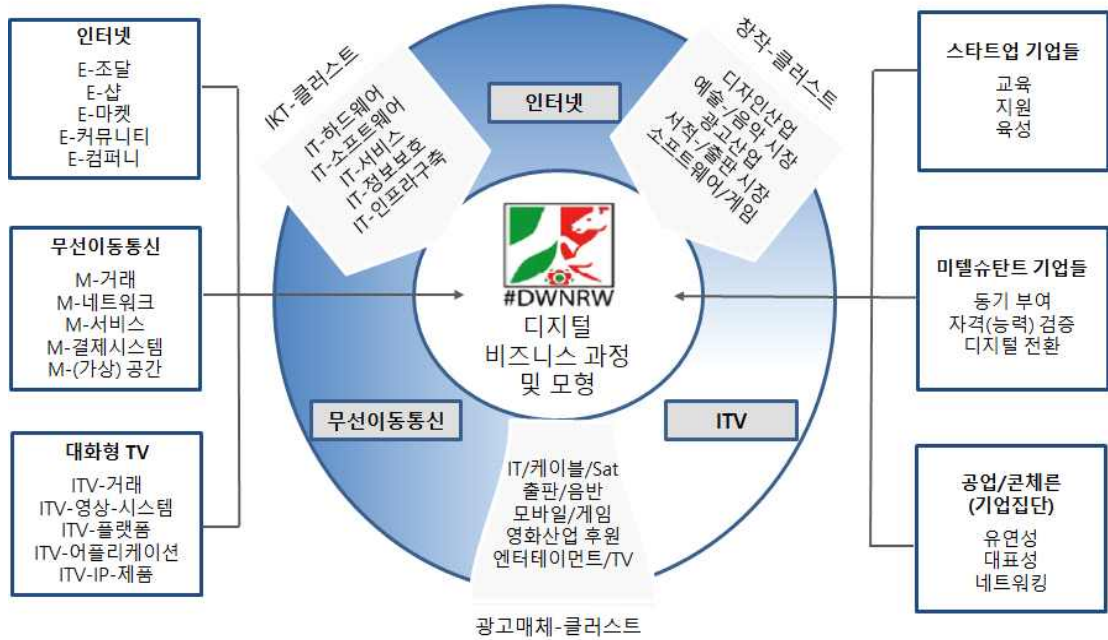 인터넷
E-조달
E-샵
E-마켓
E-커뮤니티
E-컴퍼니
무선이동통신
M-거래
M-네트워크
M-서비스
M-결제시스템
M-(가상) 공간
대화형 TV
ITV-거래
ITV-영상-시스템
ITV-플랫폼
ITV-어플리케이션
ITV-IP-제품
IKT-클러스트
IT-하드웨어
IT-소프트웨어
IT-서비스
IT-정보보호
IT-인프라구축
인터넷
창작-클러스트
디자인산업
예술-/음악 시장
광고산업
서적-/출판 시장
소프트웨어/게임
#DWNRW
디지털
비즈니스 과정
및 모형
무선이동통신
ITV
IT/케이블/Sat
출판/음반
모바일/게임
영화산업 후원
엔터테이먼트/TV
광고매체-클러스트
스타트업 기업들
교육
지원
육성
미텔슈탄트 기업들
동기 부여
자격(능력) 검증
디지털 전환
공업/콘체른
(기업집단)
유연성
대표성
네트워킹